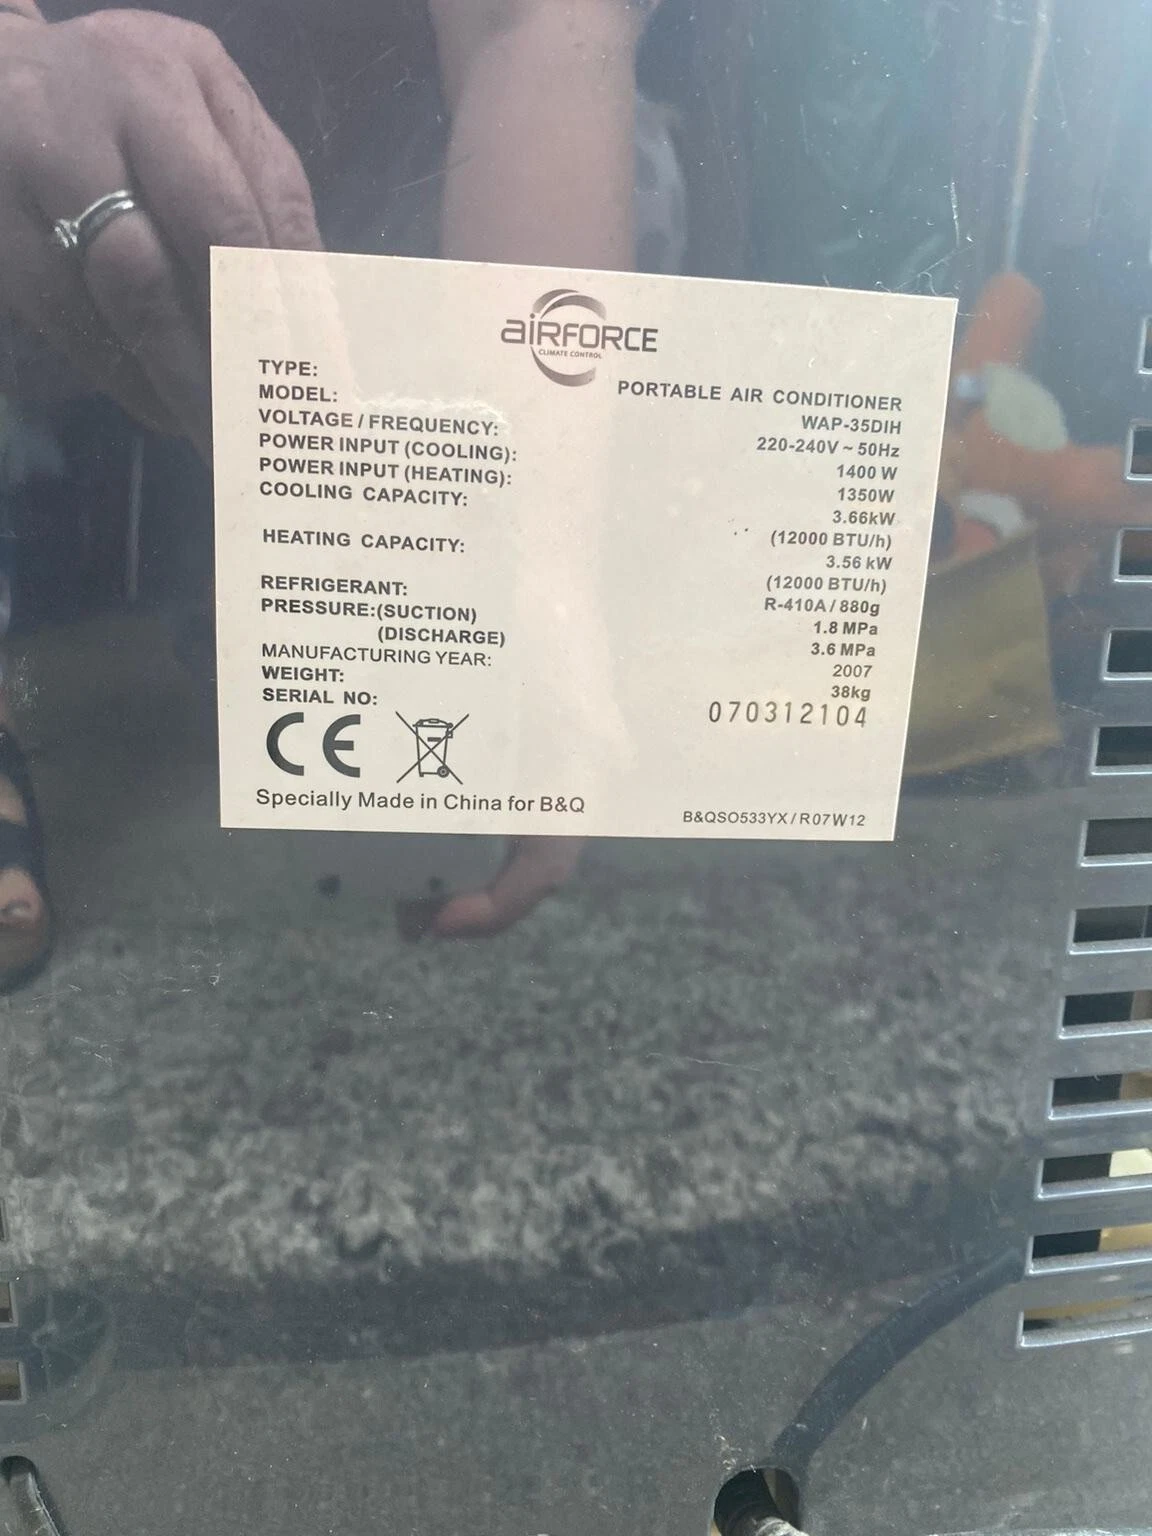 aiRFORCE
CLIMATE CONTROL
TYPE: PORTABLE AIR CONDITIONER
MODEL: WAP-35DIH
VOLTAGE / FREQUENCY: 220-240V ~ 50Hz
POWER INPUT (COOLING): 1400 W
POWER INPUT (HEATING): 1350W
COOLING CAPACITY: 3.66kW
(12000 BTU/h)
HEATING CAPACITY: 3.56 kW
(12000 BTU/h)
REFRIGERANT: R-410A / 880g
PRESSURE:(SUCTION) 1.8 MPa
(DISCHARGE) 3.6 MPa
MANUFACTURING YEAR: 2007
WEIGHT: 38kg
SERIAL NO: 070312104
CE
Specially Made in China for B&Q
B&QSO533YX / R07W12